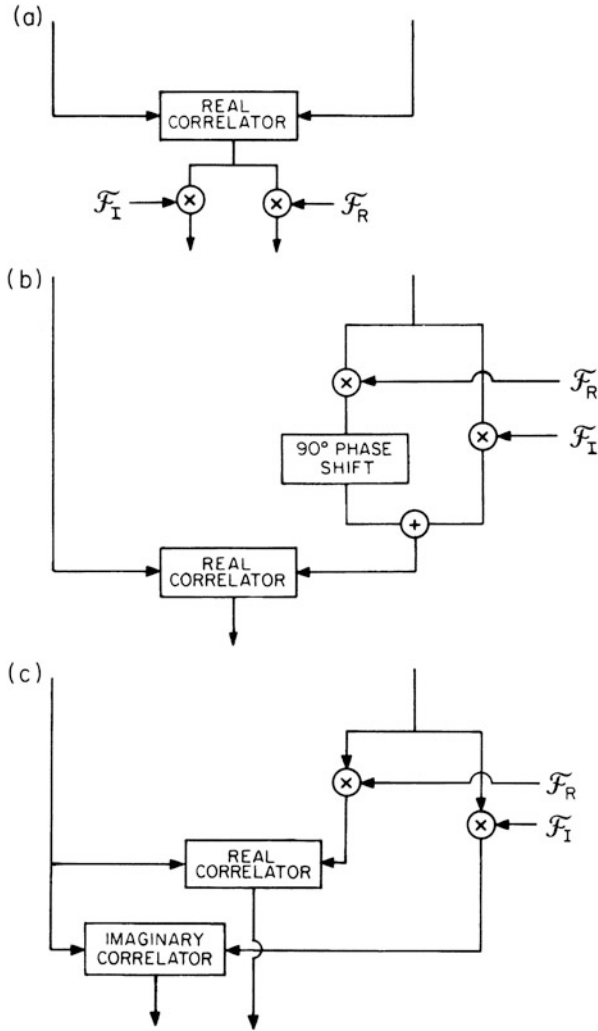 (a)
REAL
CORRELATOR
ℱI
ℱR
(b)
ℱR
ℱI
90° PHASE
SHIFT
+
REAL
CORRELATOR
(c)
ℱR
ℱI
REAL
CORRELATOR
IMAGINARY
CORRELATOR